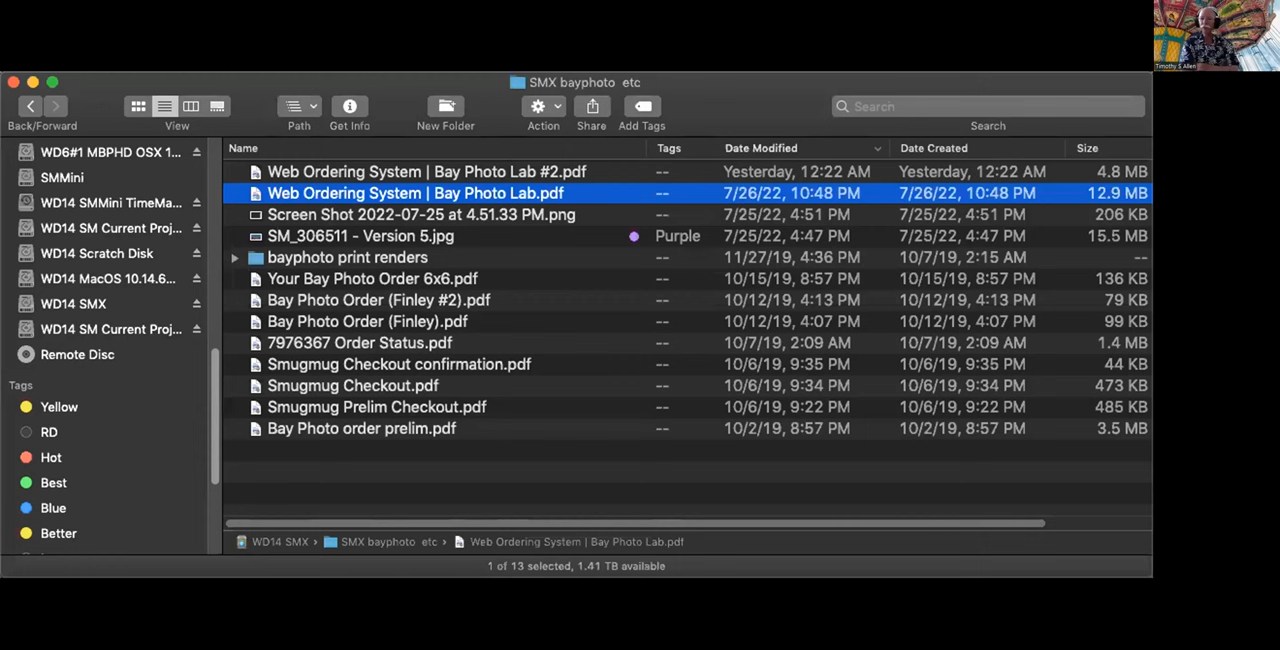 Timothy S Allen
SMX bayphoto etc
Back/Forward View Path Get Info New Folder Action Share Add Tags Search
Search
Name Tags Date Modified Date Created Size
WD6#1 MBPHD OSX 1...
SMMini
WD14 SMMini TimeMa...
WD14 SM Current Proj...
WD14 Scratch Disk
WD14 MacOS 10.14.6...
WD14 SMX
WD14 SM Current Proj...
Remote Disc
Tags
Yellow
RD
Hot
Best
Blue
Better
Web Ordering System | Bay Photo Lab #2.pdf -- Yesterday, 12:22 AM Yesterday, 12:22 AM 4.8 MB
Web Ordering System | Bay Photo Lab.pdf -- 7/26/22, 10:48 PM 7/26/22, 10:48 PM 12.9 MB
Screen Shot 2022-07-25 at 4.51.33 PM.png -- 7/25/22, 4:51 PM 7/25/22, 4:51 PM 206 KB
SM_306511 - Version 5.jpg Purple 7/25/22, 4:47 PM 7/25/22, 4:47 PM 15.5 MB
bayphoto print renders -- 11/27/19, 4:36 PM 10/7/19, 2:15 AM --
Your Bay Photo Order 6x6.pdf -- 10/15/19, 8:57 PM 10/15/19, 8:57 PM 136 KB
Bay Photo Order (Finley #2).pdf -- 10/12/19, 4:13 PM 10/12/19, 4:13 PM 79 KB
Bay Photo Order (Finley).pdf -- 10/12/19, 4:07 PM 10/12/19, 4:07 PM 99 KB
7976367 Order Status.pdf -- 10/7/19, 2:09 AM 10/7/19, 2:09 AM 1.4 MB
Smugmug Checkout confirmation.pdf -- 10/6/19, 9:35 PM 10/6/19, 9:35 PM 44 KB
Smugmug Checkout.pdf -- 10/6/19, 9:34 PM 10/6/19, 9:34 PM 473 KB
Smugmug Prelim Checkout.pdf -- 10/6/19, 9:22 PM 10/6/19, 9:22 PM 485 KB
Bay Photo order prelim.pdf -- 10/2/19, 8:57 PM 10/2/19, 8:57 PM 3.5 MB
WD14 SMX › SMX bayphoto etc › Web Ordering System | Bay Photo Lab.pdf
1 of 13 selected, 1.41 TB available